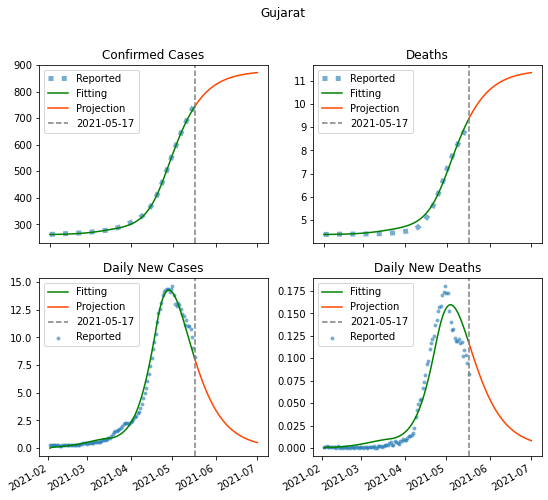 Gujarat
Confirmed Cases
900
800
700
600
500
400
300
Reported
Fitting
Projection
2021-05-17
Deaths
11
10
9
8
7
6
5
Reported
Fitting
Projection
2021-05-17
Daily New Cases
15.0
12.5
10.0
7.5
5.0
2.5
0.0
Fitting
Projection
2021-05-17
Reported
2021-02
2021-03
2021-04
2021-05
2021-06
2021-07
Daily New Deaths
0.175
0.150
0.125
0.100
0.075
0.050
0.025
0.000
Fitting
Projection
2021-05-17
Reported
2021-02
2021-03
2021-04
2021-05
2021-06
2021-07